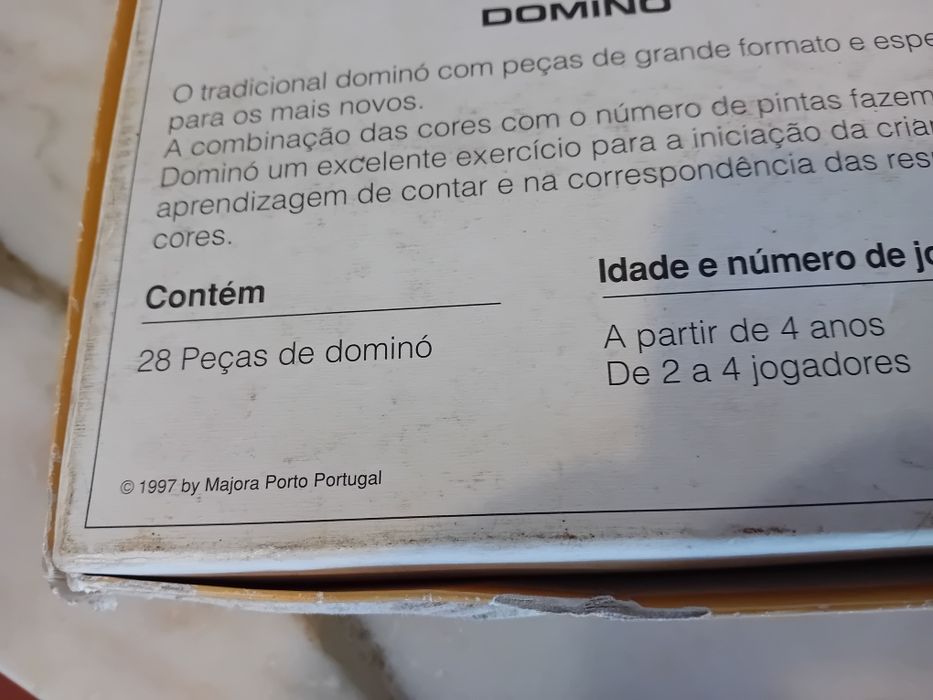 DOMINÓ
O tradicional dominó com peças de grande formato e
para os mais novos.
A combinação das cores com o número de pintas fazem
Dominó um excelente exercício para a iniciação da
aprendizagem de contar e na correspondência das
cores.
Contém
28 Peças de dominó
Idade e número de
A partir de 4 anos
De 2 a 4 jogadores
© 1997 by Majora Porto Portugal